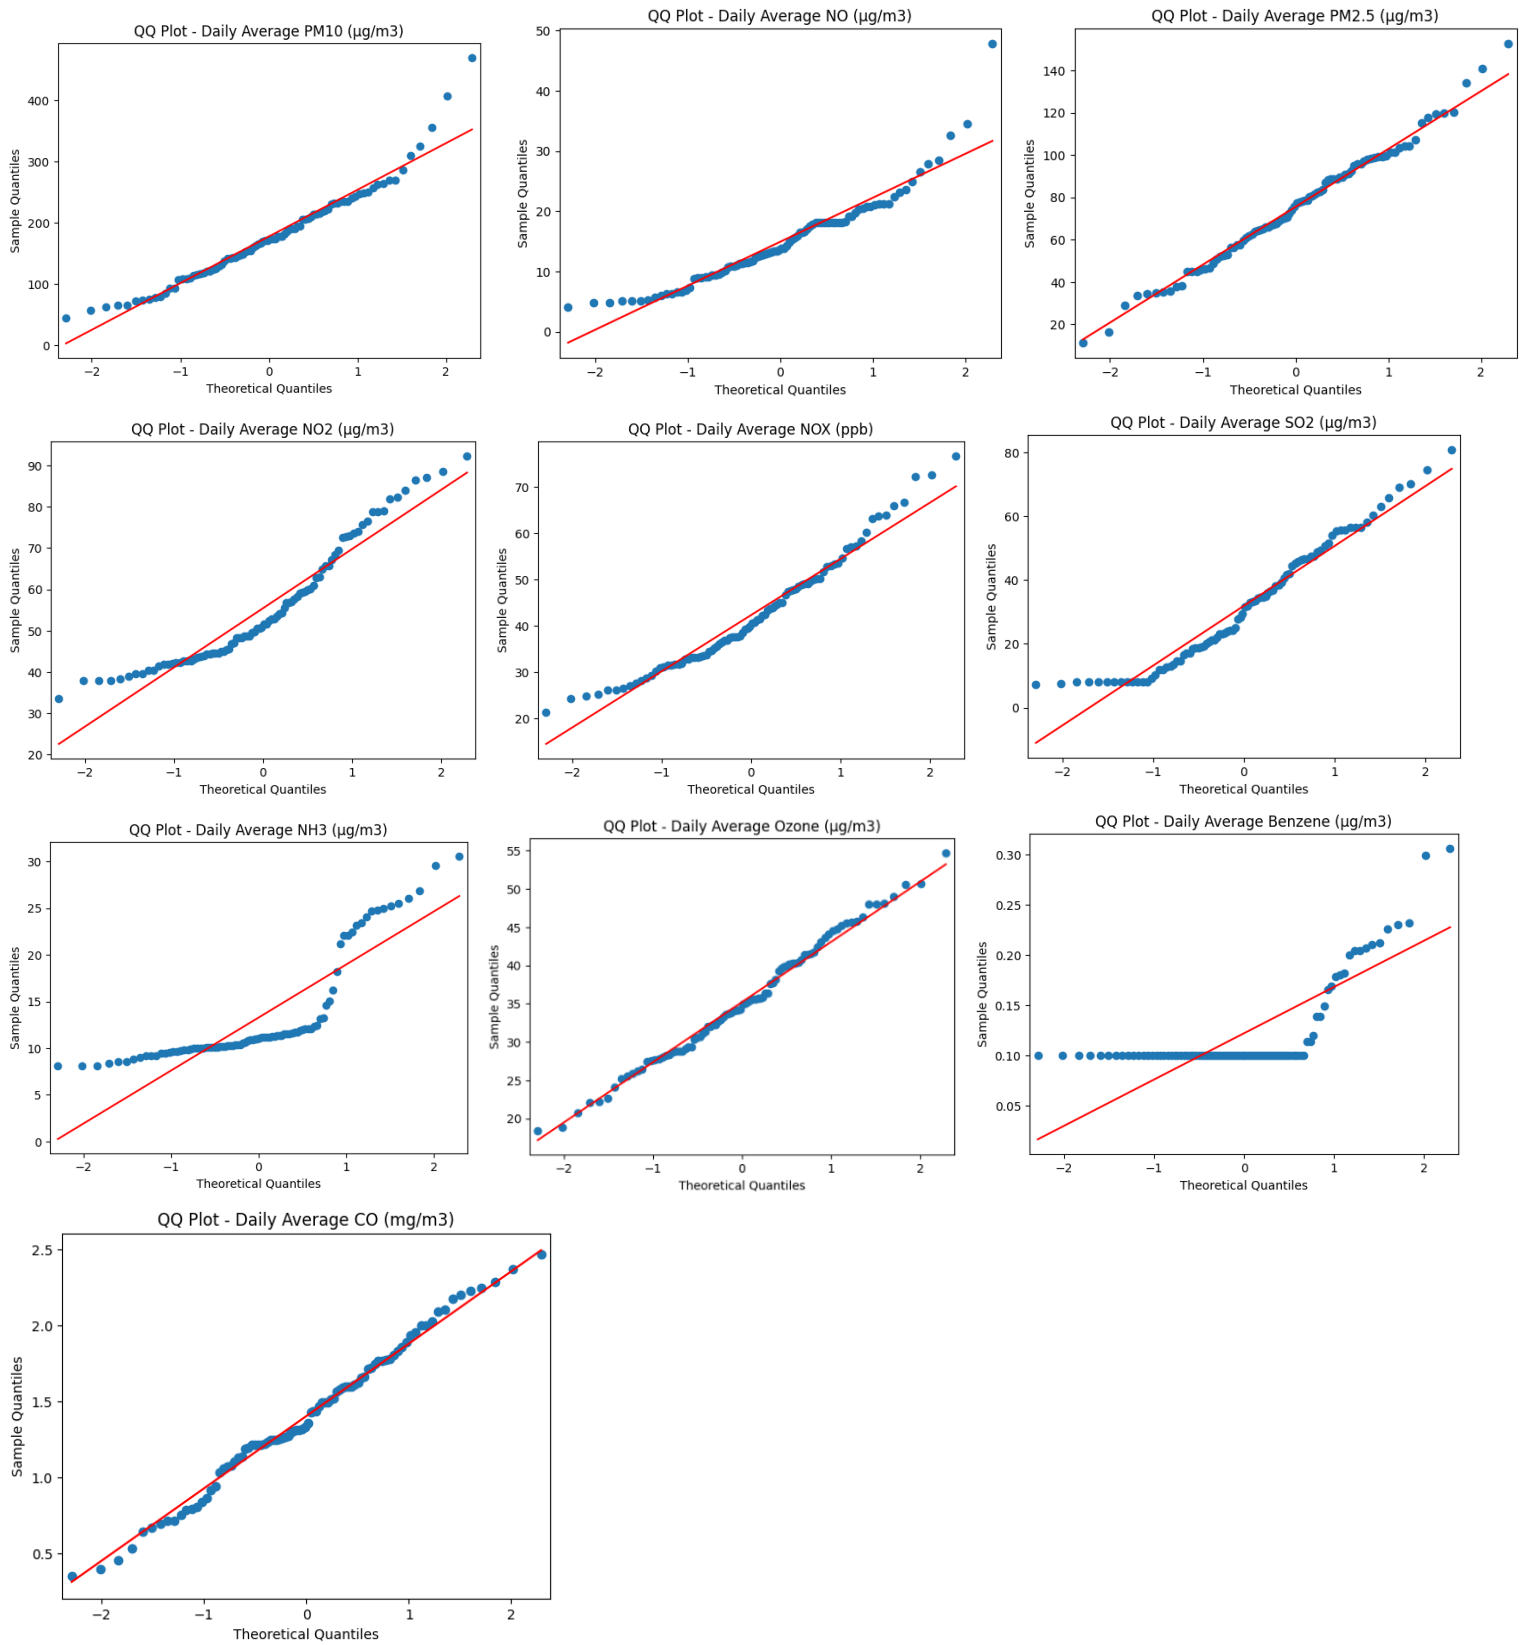 QQ Plot - Daily Average PM10 (µg/m3)
400
300
200
100
0
Sample Quantiles
−2 −1 0 1 2
Theoretical Quantiles
QQ Plot - Daily Average NO (µg/m3)
50
40
30
20
10
0
Sample Quantiles
−2 −1 0 1 2
Theoretical Quantiles
QQ Plot - Daily Average PM2.5 (µg/m3)
140
120
100
80
60
40
20
Sample Quantiles
−2 −1 0 1 2
Theoretical Quantiles
QQ Plot - Daily Average NO2 (µg/m3)
90
80
70
60
50
40
30
20
Sample Quantiles
−2 −1 0 1 2
Theoretical Quantiles
QQ Plot - Daily Average NOX (ppb)
70
60
50
40
30
20
Sample Quantiles
−2 −1 0 1 2
Theoretical Quantiles
QQ Plot - Daily Average SO2 (µg/m3)
80
60
40
20
0
Sample Quantiles
−2 −1 0 1 2
Theoretical Quantiles
QQ Plot - Daily Average NH3 (µg/m3)
30
25
20
15
10
5
0
Sample Quantiles
−2 −1 0 1 2
Theoretical Quantiles
QQ Plot - Daily Average Ozone (µg/m3)
55
50
45
40
35
30
25
20
Sample Quantiles
−2 −1 0 1 2
Theoretical Quantiles
QQ Plot - Daily Average Benzene (µg/m3)
0.30
0.25
0.20
0.15
0.10
0.05
Sample Quantiles
−2 −1 0 1 2
Theoretical Quantiles
QQ Plot - Daily Average CO (mg/m3)
2.5
2.0
1.5
1.0
0.5
Sample Quantiles
−2 −1 0 1 2
Theoretical Quantiles